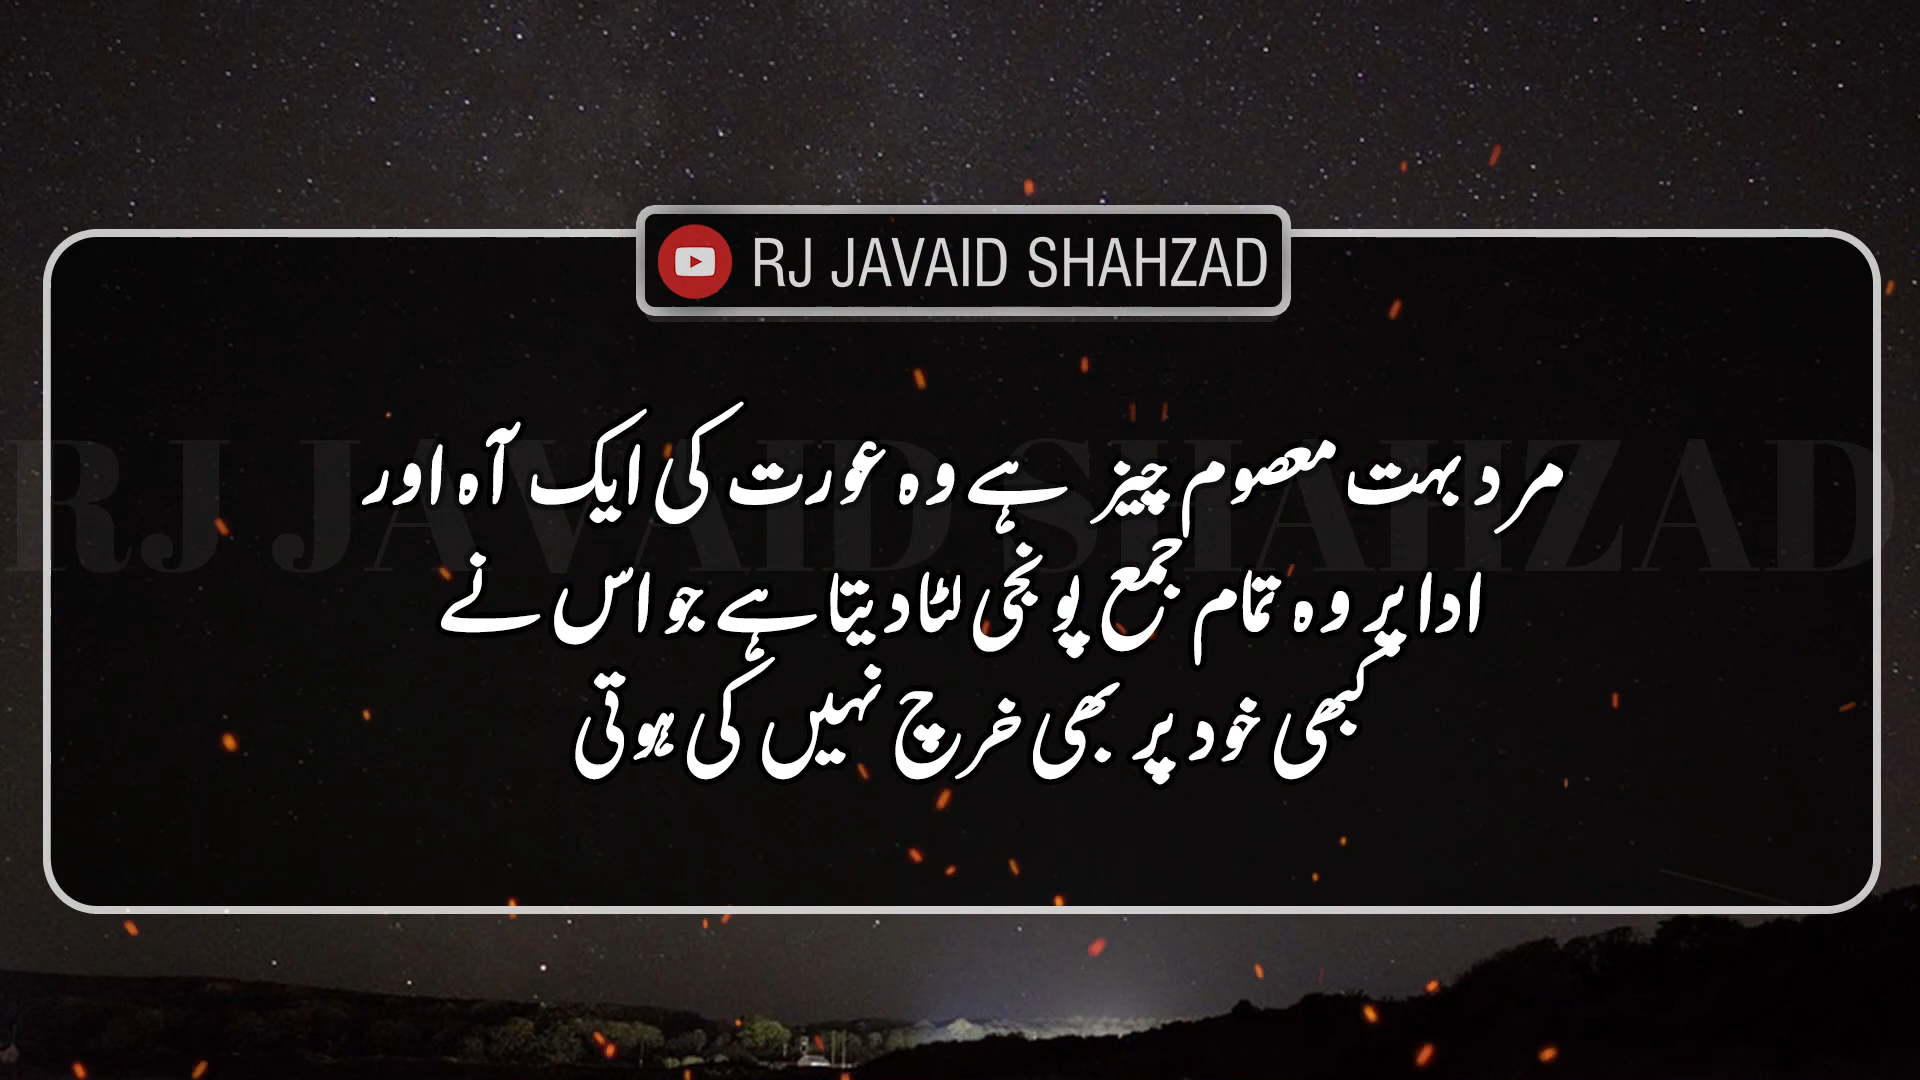 RJ JAVAID SHAHZAD
مرد بہت معصوم چیز ہے وہ عورت کی ایک آہ اور
ادا پر وہ تمام جمع پونجی لٹا دیتا ہے جو اس نے
کبھی خود پر بھی خرچ نہیں کی ہوتی
RJ JAVAID SHAHZAD